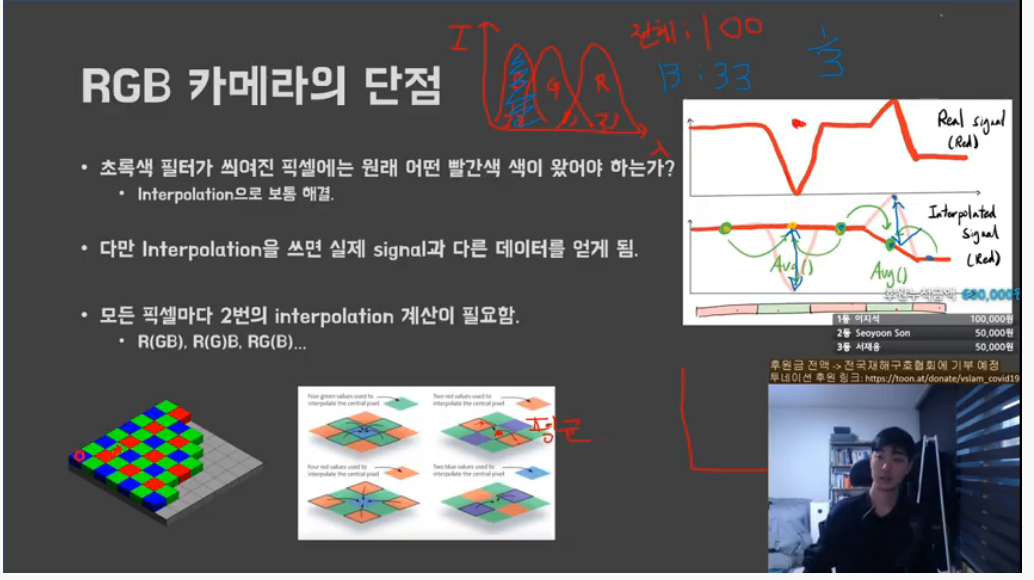 RGB 카메라의 단점
I
G
R
λ
전체 : 100
B : 33
1/3
• 초록색 필터가 씌여진 픽셀에는 원래 어떤 빨간색 색이 왔어야 하는가?
• Interpolation으로 보통 해결.
• 다만 Interpolation을 쓰면 실제 signal과 다른 데이터를 얻게 됨.
• 모든 픽셀마다 2번의 interpolation 계산이 필요함.
• R(GB), R(G)B, RG(B)...
Real signal
(Red)
Interpolated
signal
(Red)
Avg()
Avg()
후원누적금액
1등 이지석 100,000원
2등 Seoyoon Son 50,000원
3등 서재용 50,000원
후원금 전액 -> 전국재해구호협회에 기부 예정
투네이션 후원 링크: https://toon.at/donate/vslam_covid19
Four green values used to
interpolate the central pixel
Two red values used to
interpolate the central pixel
Four red values used to
interpolate the central pixel
Two blue values used to
interpolate the central pixel
평균